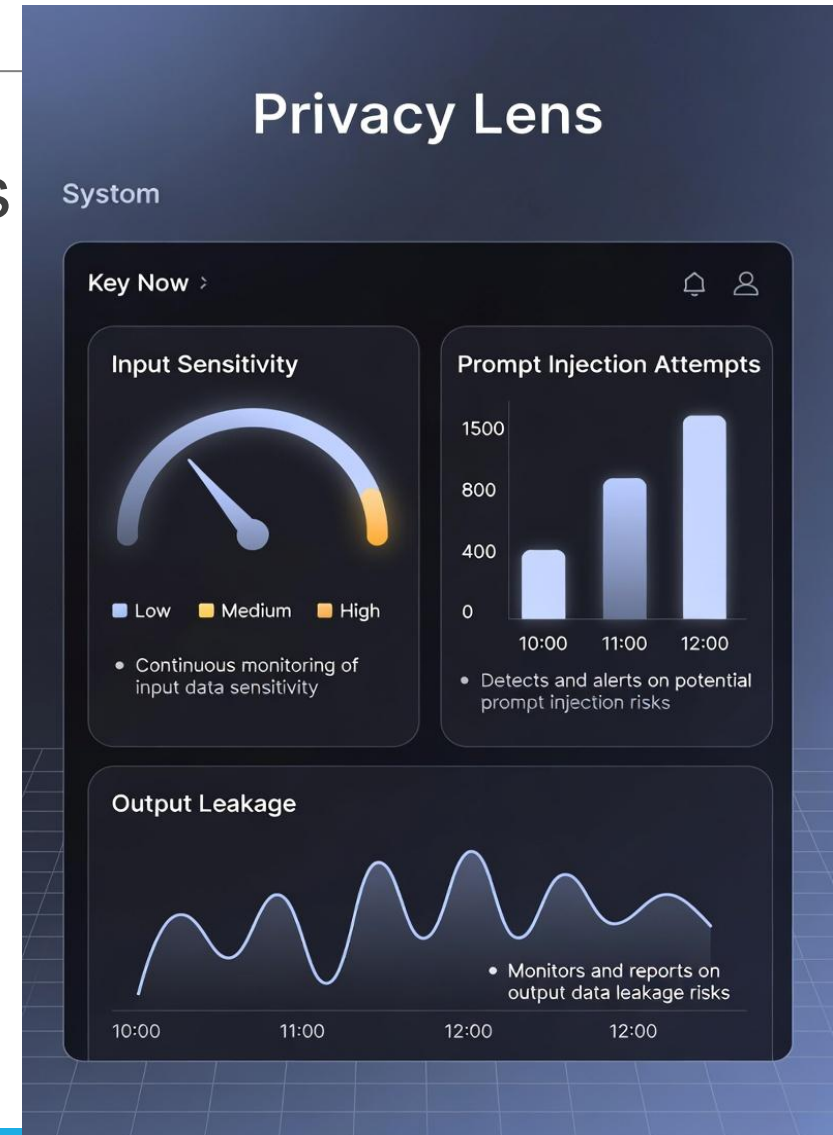 s
Privacy Lens
Systom
Key Now >
Input Sensitivity
Low Medium High
• Continuous monitoring of
input data sensitivity
Prompt Injection Attempts
1500
800
400
0
10:00 11:00 12:00
• Detects and alerts on potential
prompt injection risks
Output Leakage
• Monitors and reports on
output data leakage risks
10:00 11:00 12:00 12:00